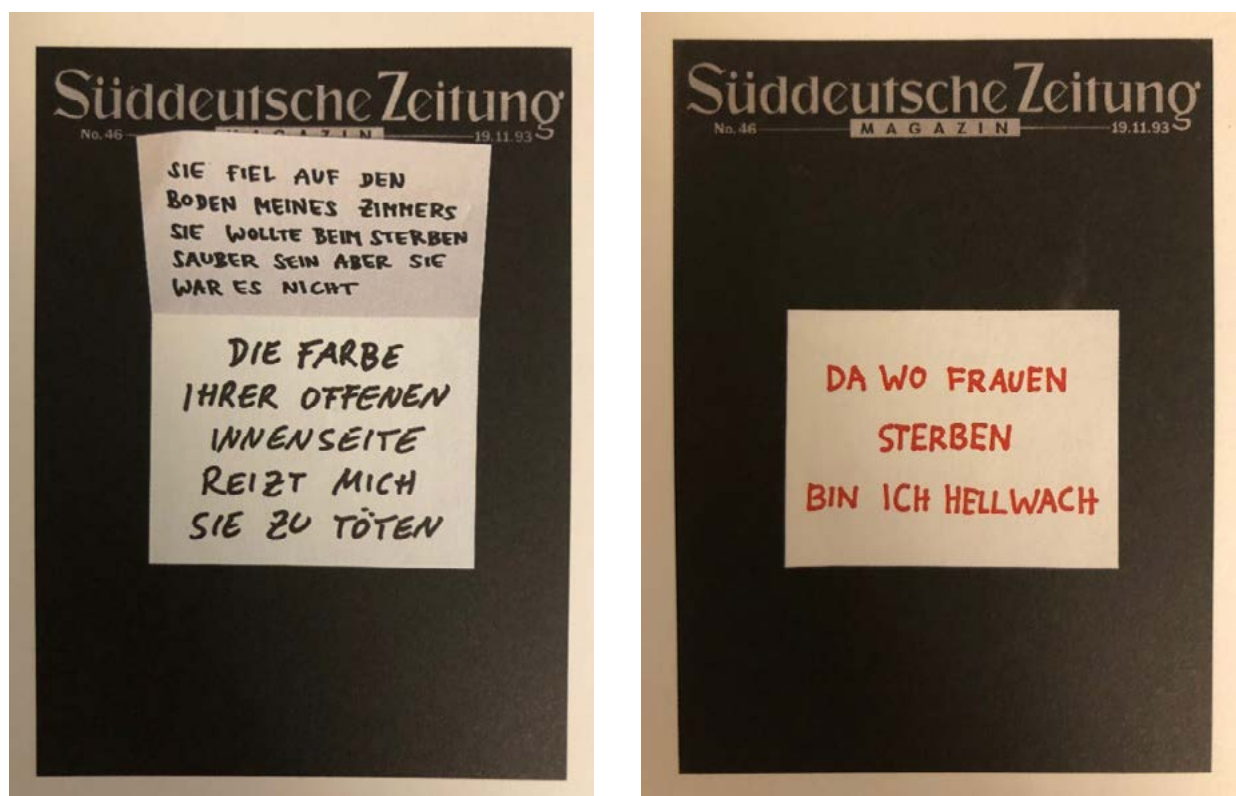 Süddeutsche Zeitung
No. 46 MAGAZIN 19.11.93
SIE FIEL AUF DEN
BODEN MEINES ZIMMERS
SIE WOLLTE BEIM STERBEN
SAUBER SEIN ABER SIE
WAR ES NICHT
DIE FARBE
IHRER OFFENEN
INNENSEITE
REIZT MICH
SIE ZU TÖTEN
Süddeutsche Zeitung
No. 46 MAGAZIN 19.11.93
DA WO FRAUEN
STERBEN
BIN ICH HELLWACH